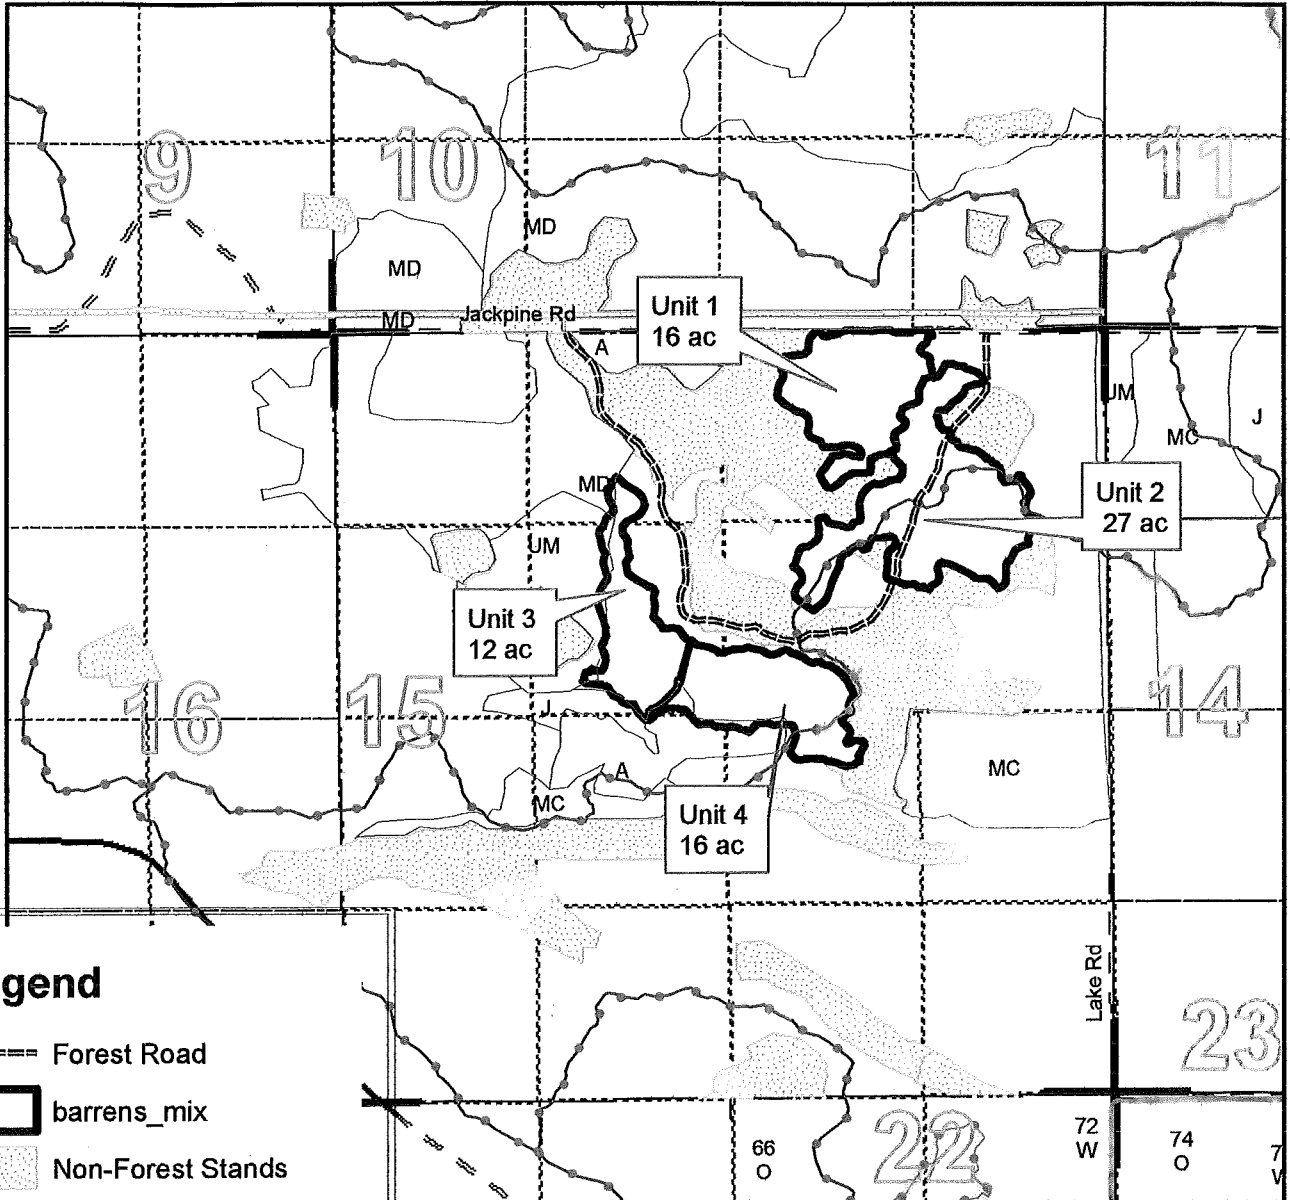 9
10
11
MD
MD
MD
Jackpine Rd
A
Unit 1
16 ac
UM
MC
J
MD
Unit 2
27 ac
UM
Unit 3
12 ac
16
15
J
14
A
MC
MC
Unit 4
16 ac
Lake Rd
gend
23
Forest Road
barrens_mix
Non-Forest Stands
66
O
22
72
W
74
O
7